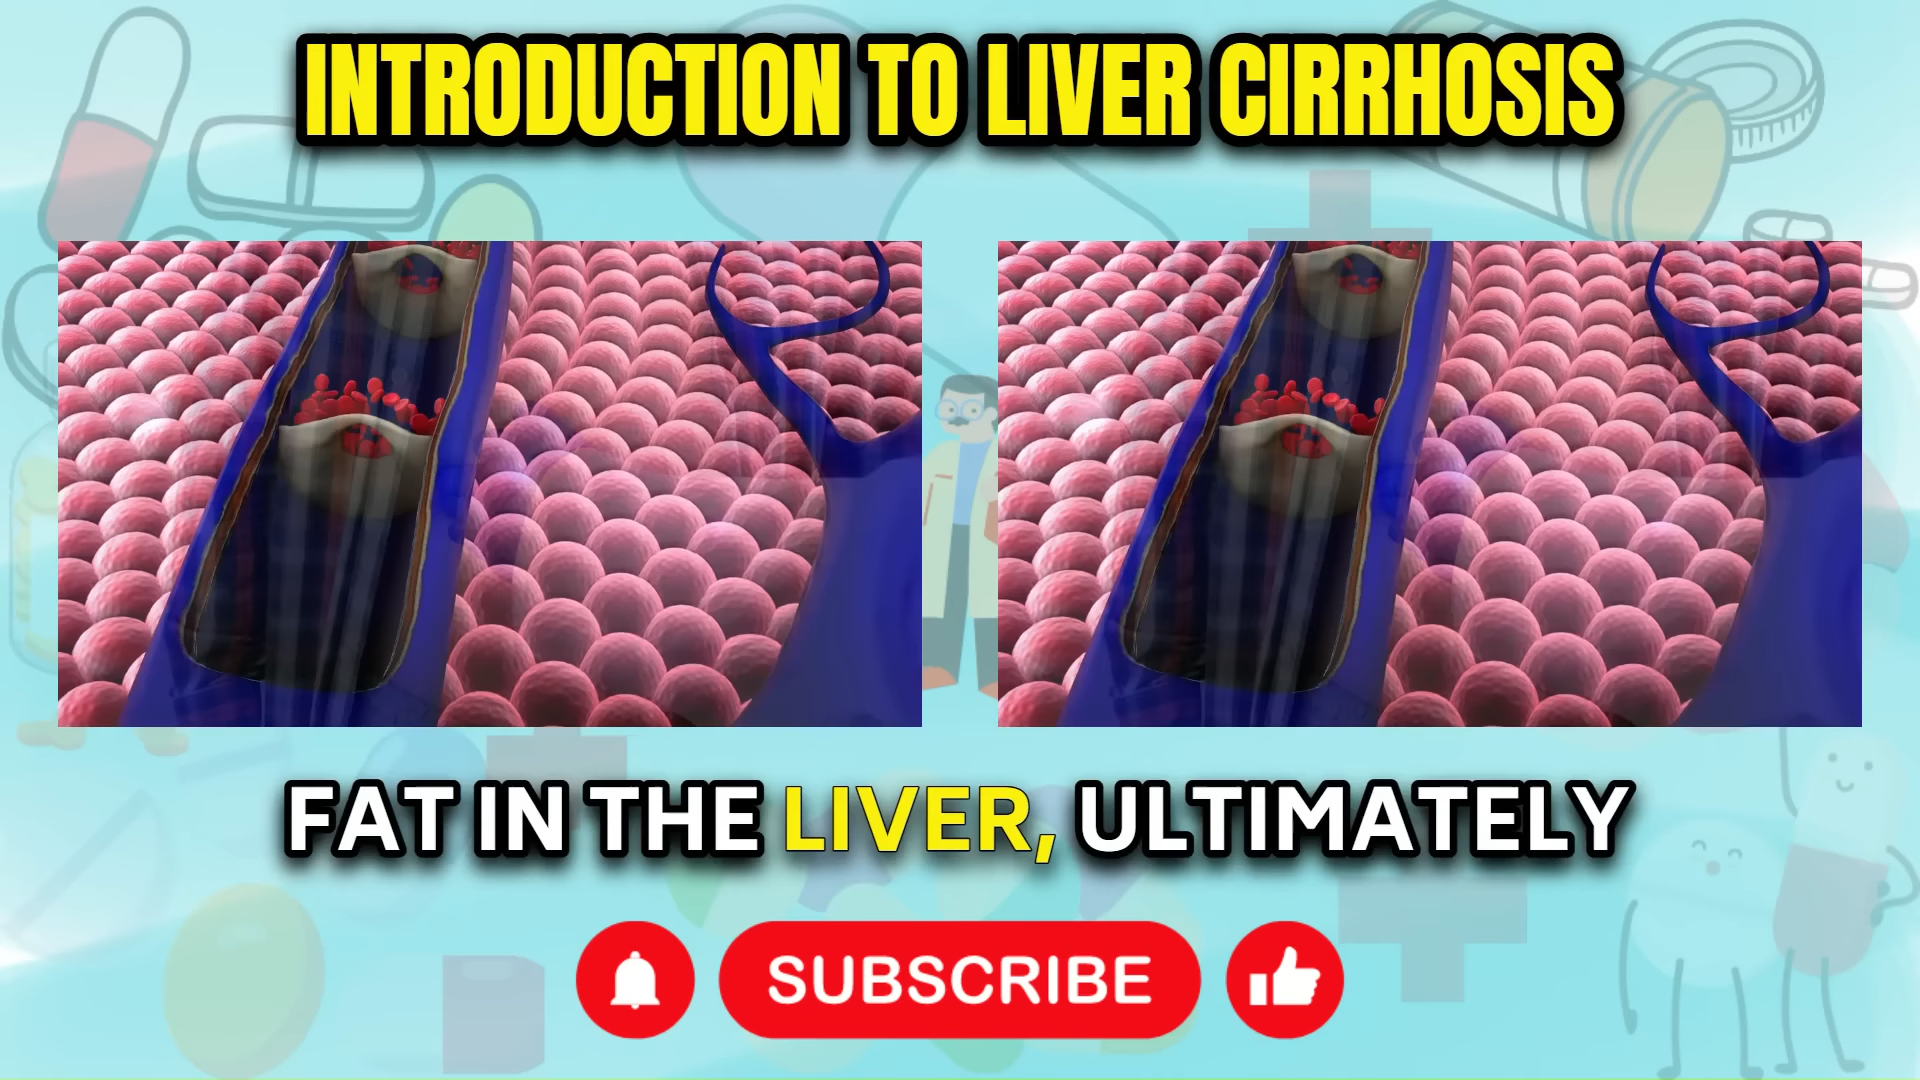 INTRODUCTION TO LIVER CIRRHOSIS
FAT IN THE LIVER, ULTIMATELY
SUBSCRIBE